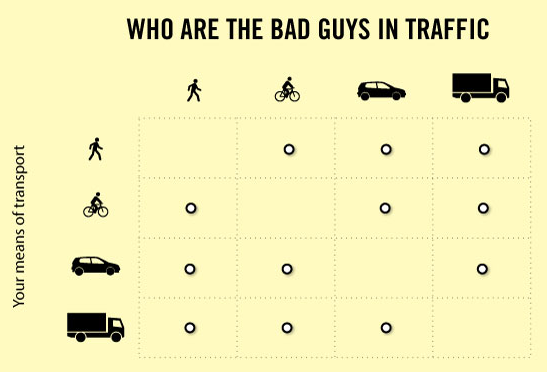 WHO ARE THE BAD GUYS IN TRAFFIC
Your means of transport